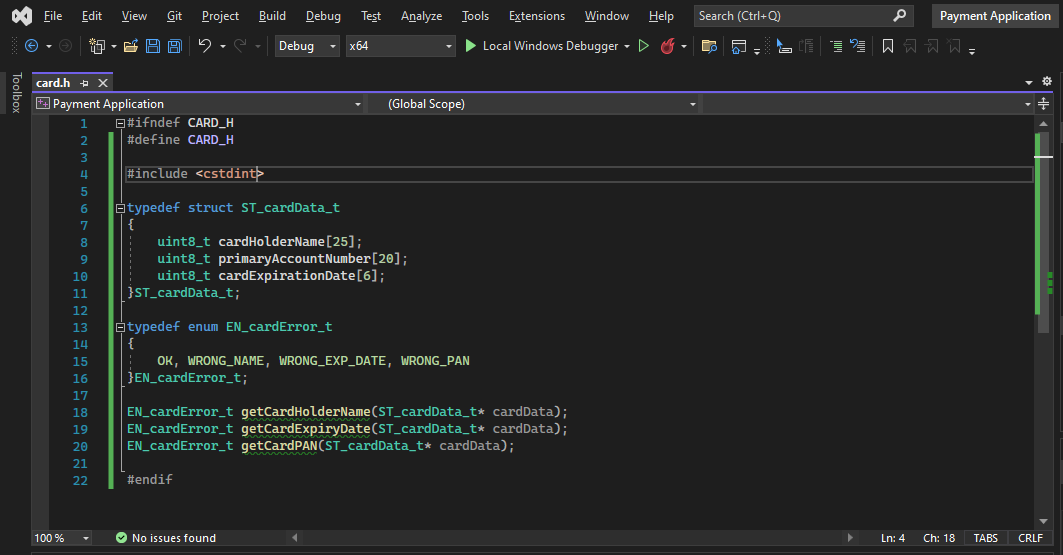 File Edit View Git Project Build Debug Test Analyze Tools Extensions Window Help Search (Ctrl+Q) Payment Application
Debug x64 Local Windows Debugger
Toolbox
card.h
Payment Application (Global Scope)
1 #ifndef CARD_H
2 #define CARD_H
3
4 #include <cstdint>
5
6 typedef struct ST_cardData_t
7 {
8 uint8_t cardHolderName[25];
9 uint8_t primaryAccountNumber[20];
10 uint8_t cardExpirationDate[6];
11 }ST_cardData_t;
12
13 typedef enum EN_cardError_t
14 {
15 OK, WRONG_NAME, WRONG_EXP_DATE, WRONG_PAN
16 }EN_cardError_t;
17
18 EN_cardError_t getCardHolderName(ST_cardData_t* cardData);
19 EN_cardError_t getCardExpiryDate(ST_cardData_t* cardData);
20 EN_cardError_t getCardPAN(ST_cardData_t* cardData);
21
22 #endif
100 % No issues found Ln: 4 Ch: 18 TABS CRLF